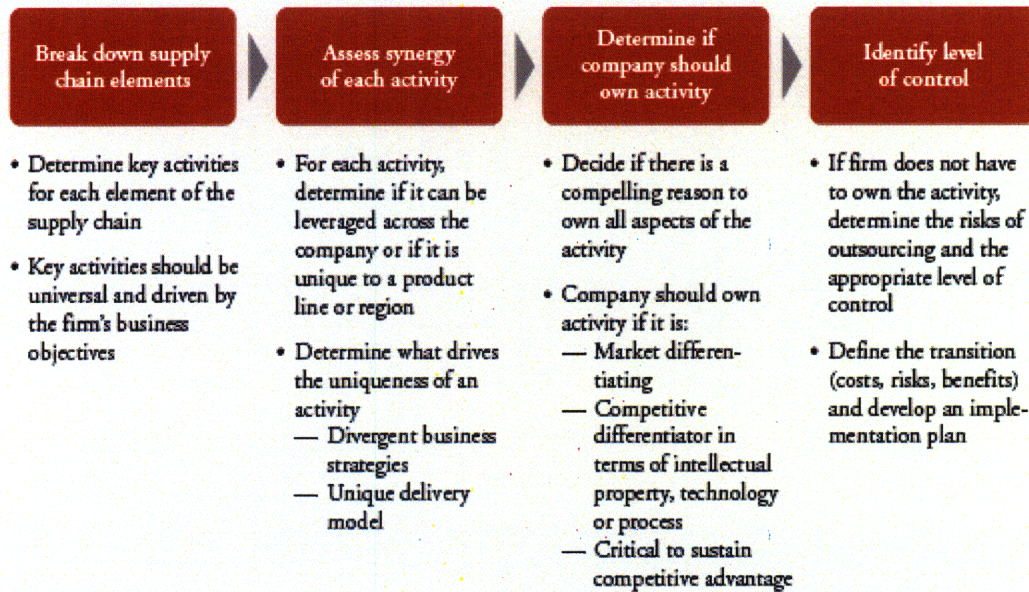 Break down supply
chain elements
Assess synergy
of each activity
Determine if
company should
own activity
Identify level
of control
• Determine key activities
for each element of the
supply chain
• Key activities should be
universal and driven by
the firm's business
objectives
• For each activity,
determine if it can be
leveraged across the
company or if it is
unique to a product
line or region
• Determine what drives
the uniqueness of an
activity
— Divergent business
strategies
— Unique delivery
model
• Decide if there is a
compelling reason to
own all aspects of the
activity
• Company should own
activity if it is:
— Market differen-
tiating
— Competitive
differentiator in
terms of intellectual
property, technology
or process
— Critical to sustain
competitive advantage
• If firm does not have
to own the activity,
determine the risks of
outsourcing and the
appropriate level of
control
• Define the transition
(costs, risks, benefits)
and develop an imple-
mentation plan